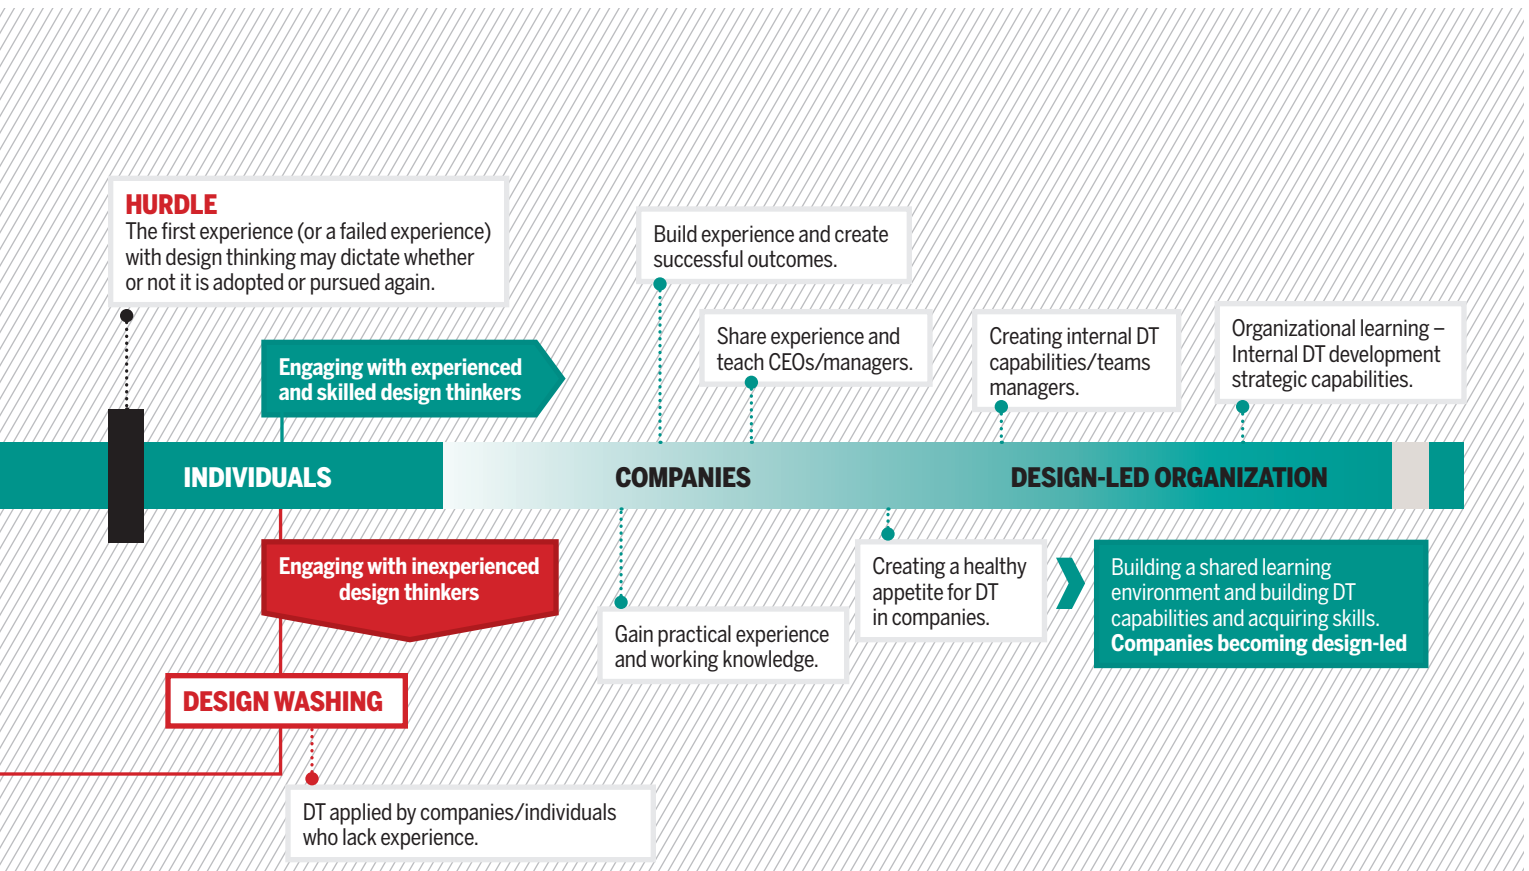 HURDLE
The first experience (or a failed experience)
with design thinking may dictate whether
or not it is adopted or pursued again.
Build experience and create
successful outcomes.
Share experience and
teach CEOs/managers.
Creating internal DT
capabilities/teams
managers.
Organizational learning –
Internal DT development
strategic capabilities.
Engaging with experienced
and skilled design thinkers
INDIVIDUALS
COMPANIES
DESIGN-LED ORGANIZATION
Engaging with inexperienced
design thinkers
Gain practical experience
and working knowledge.
Creating a healthy
appetite for DT
in companies.
Building a shared learning
environment and building DT
capabilities and acquiring skills.
Companies becoming design-led
DESIGN WASHING
DT applied by companies/individuals
who lack experience.